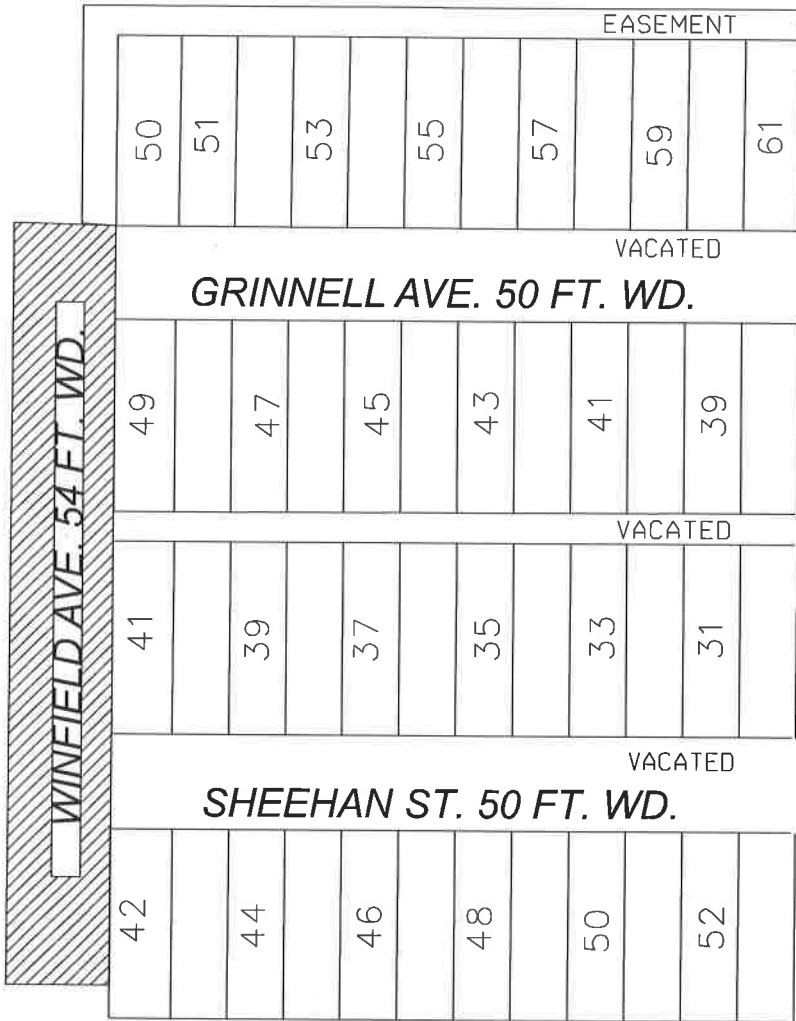 EASEMENT
50 51 53 55 57 59 61
VACATED
GRINNELL AVE. 50 FT. WD.
WINFIELD AVE. 54 FT. WD.
49 47 45 43 41 39
VACATED
41 39 37 35 33 31
VACATED
SHEEHAN ST. 50 FT. WD.
42 44 46 48 50 52